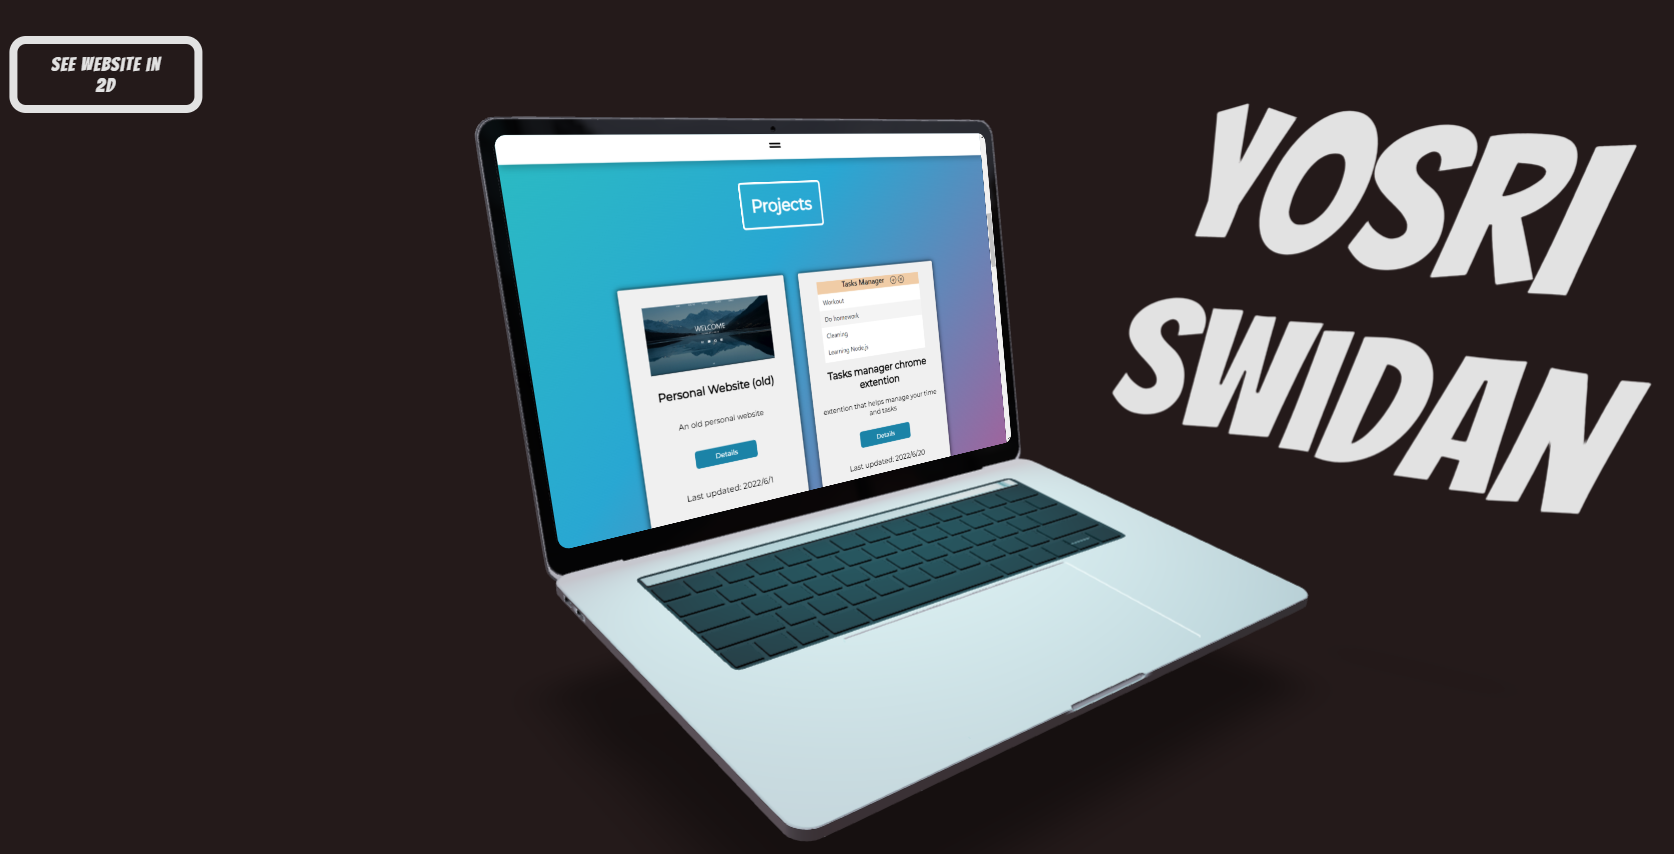 SEE WEBSITE IN
2D
YOSRI
SWIDAN
Projects
WELCOME
Personal Website (old)
An old personal website
Details
Last updated: 2022/6/1
Tasks Manager
Workout
Do homework
Cleaning
Learning Node.js
Tasks manager chrome
extention
extention that helps manage your time
and tasks
Details
Last updated: 2022/6/20